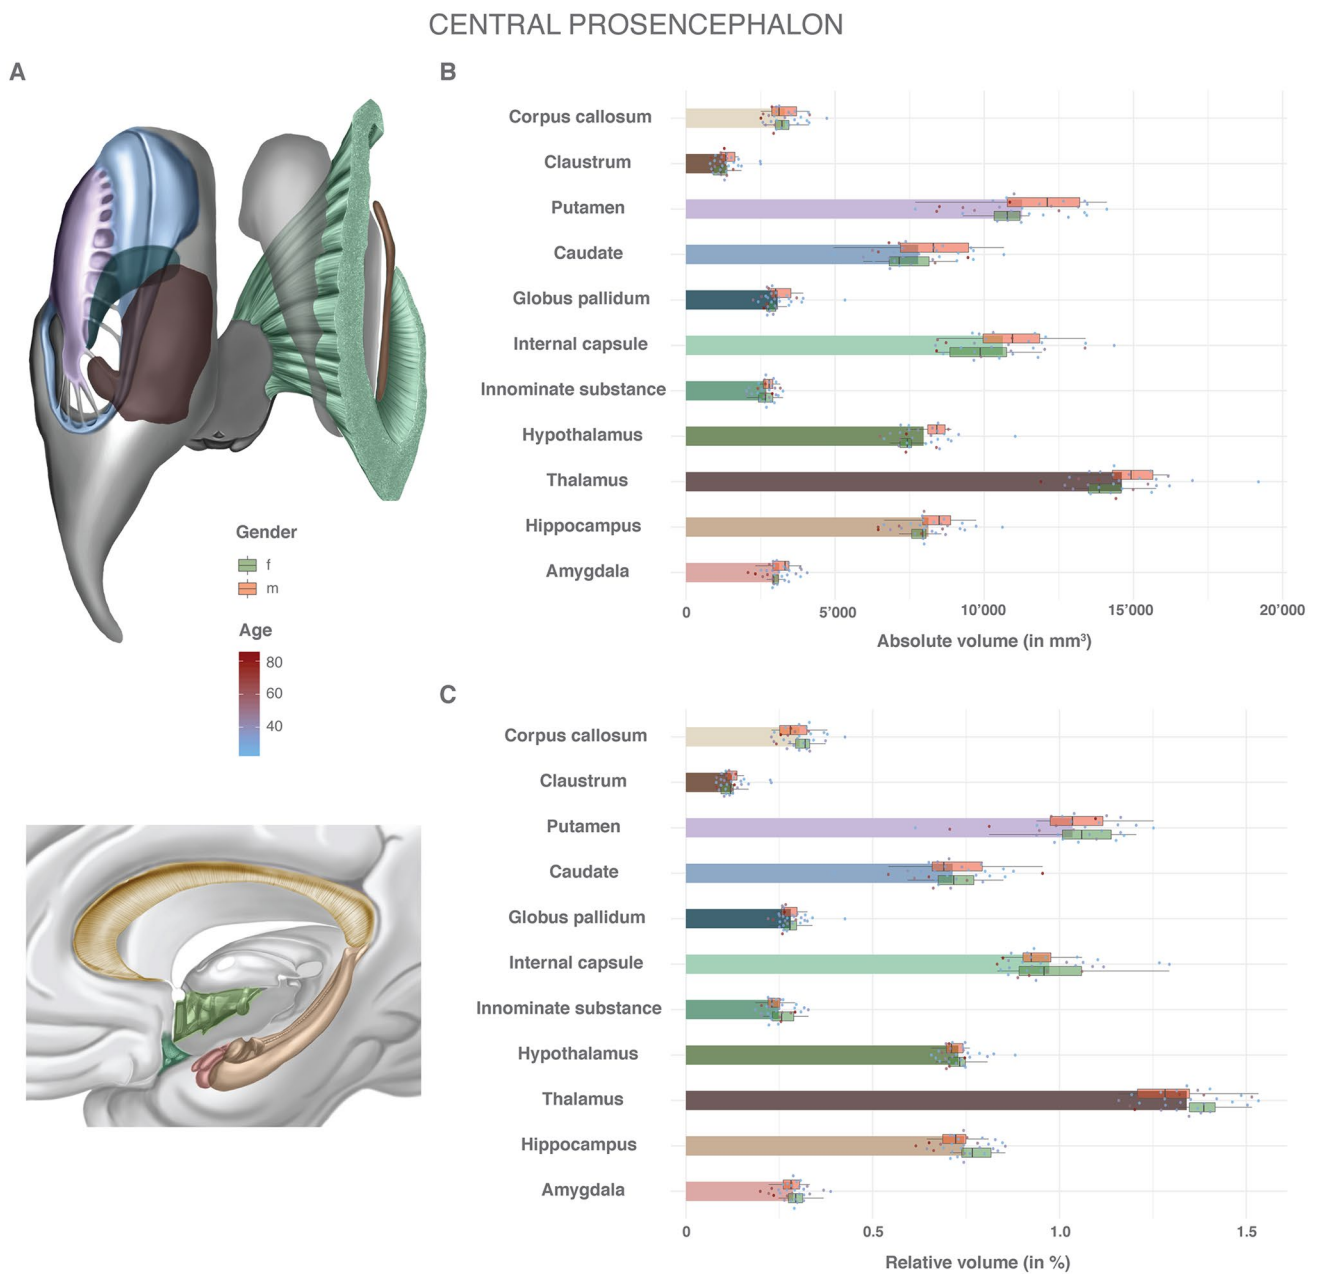 CENTRAL PROSENCEPHALON
A
B
Corpus callosum
Claustrum
Putamen
Caudate
Globus pallidum
Internal capsule
Innominate substance
Hypothalamus
Thalamus
Hippocampus
Amygdala
0 5’000 10’000 15’000 20’000
Absolute volume (in mm³)
Gender
f
m
Age
80
60
40
C
Corpus callosum
Claustrum
Putamen
Caudate
Globus pallidum
Internal capsule
Innominate substance
Hypothalamus
Thalamus
Hippocampus
Amygdala
0 0.5 1.0 1.5
Relative volume (in %)